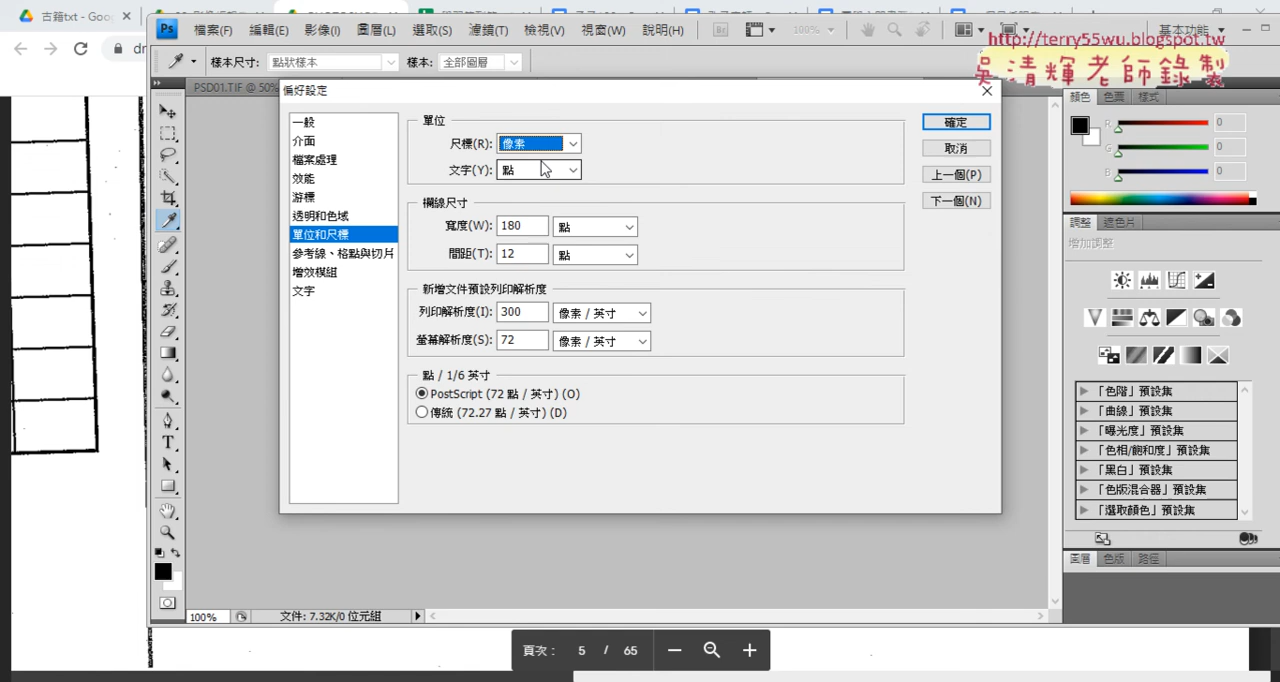 古籍txt - Goo
檔案(F) 編輯(E) 影像(I) 圖層(L) 選取(S) 濾鏡(T) 檢視(V) 視窗(W) 說明(H) Br 100% 基本功能
http://terry55wu.blogspot.tw
吳清輝老師錄製
樣本尺寸: 點狀樣本 樣本: 全部圖層
PSD01.TIF @ 50%
偏好設定
一般
介面
檔案處理
效能
游標
透明和色域
單位和尺標
參考線、格點與切片
增效模組
文字
單位
尺標(R): 像素
文字(Y): 點
欄線尺寸
寬度(W): 180 點
間距(T): 12 點
新增文件預設列印解析度
列印解析度(I): 300 像素 / 英寸
螢幕解析度(S): 72 像素 / 英寸
點 / 1/6 英寸
PostScript (72 點 / 英寸) (O)
傳統 (72.27 點 / 英寸) (D)
確定
取消
上一個(P)
下一個(N)
顏色 色票 樣式
R 0
G 0
B 0
調整 遮色片
增加調整
「色階」預設集
「曲線」預設集
「曝光度」預設集
「色相/飽和度」預設集
「黑白」預設集
「色版混合器」預設集
「選取顏色」預設集
圖層 色版 路徑
100% 文件: 7.32K/0 位元組
頁次： 5 / 65